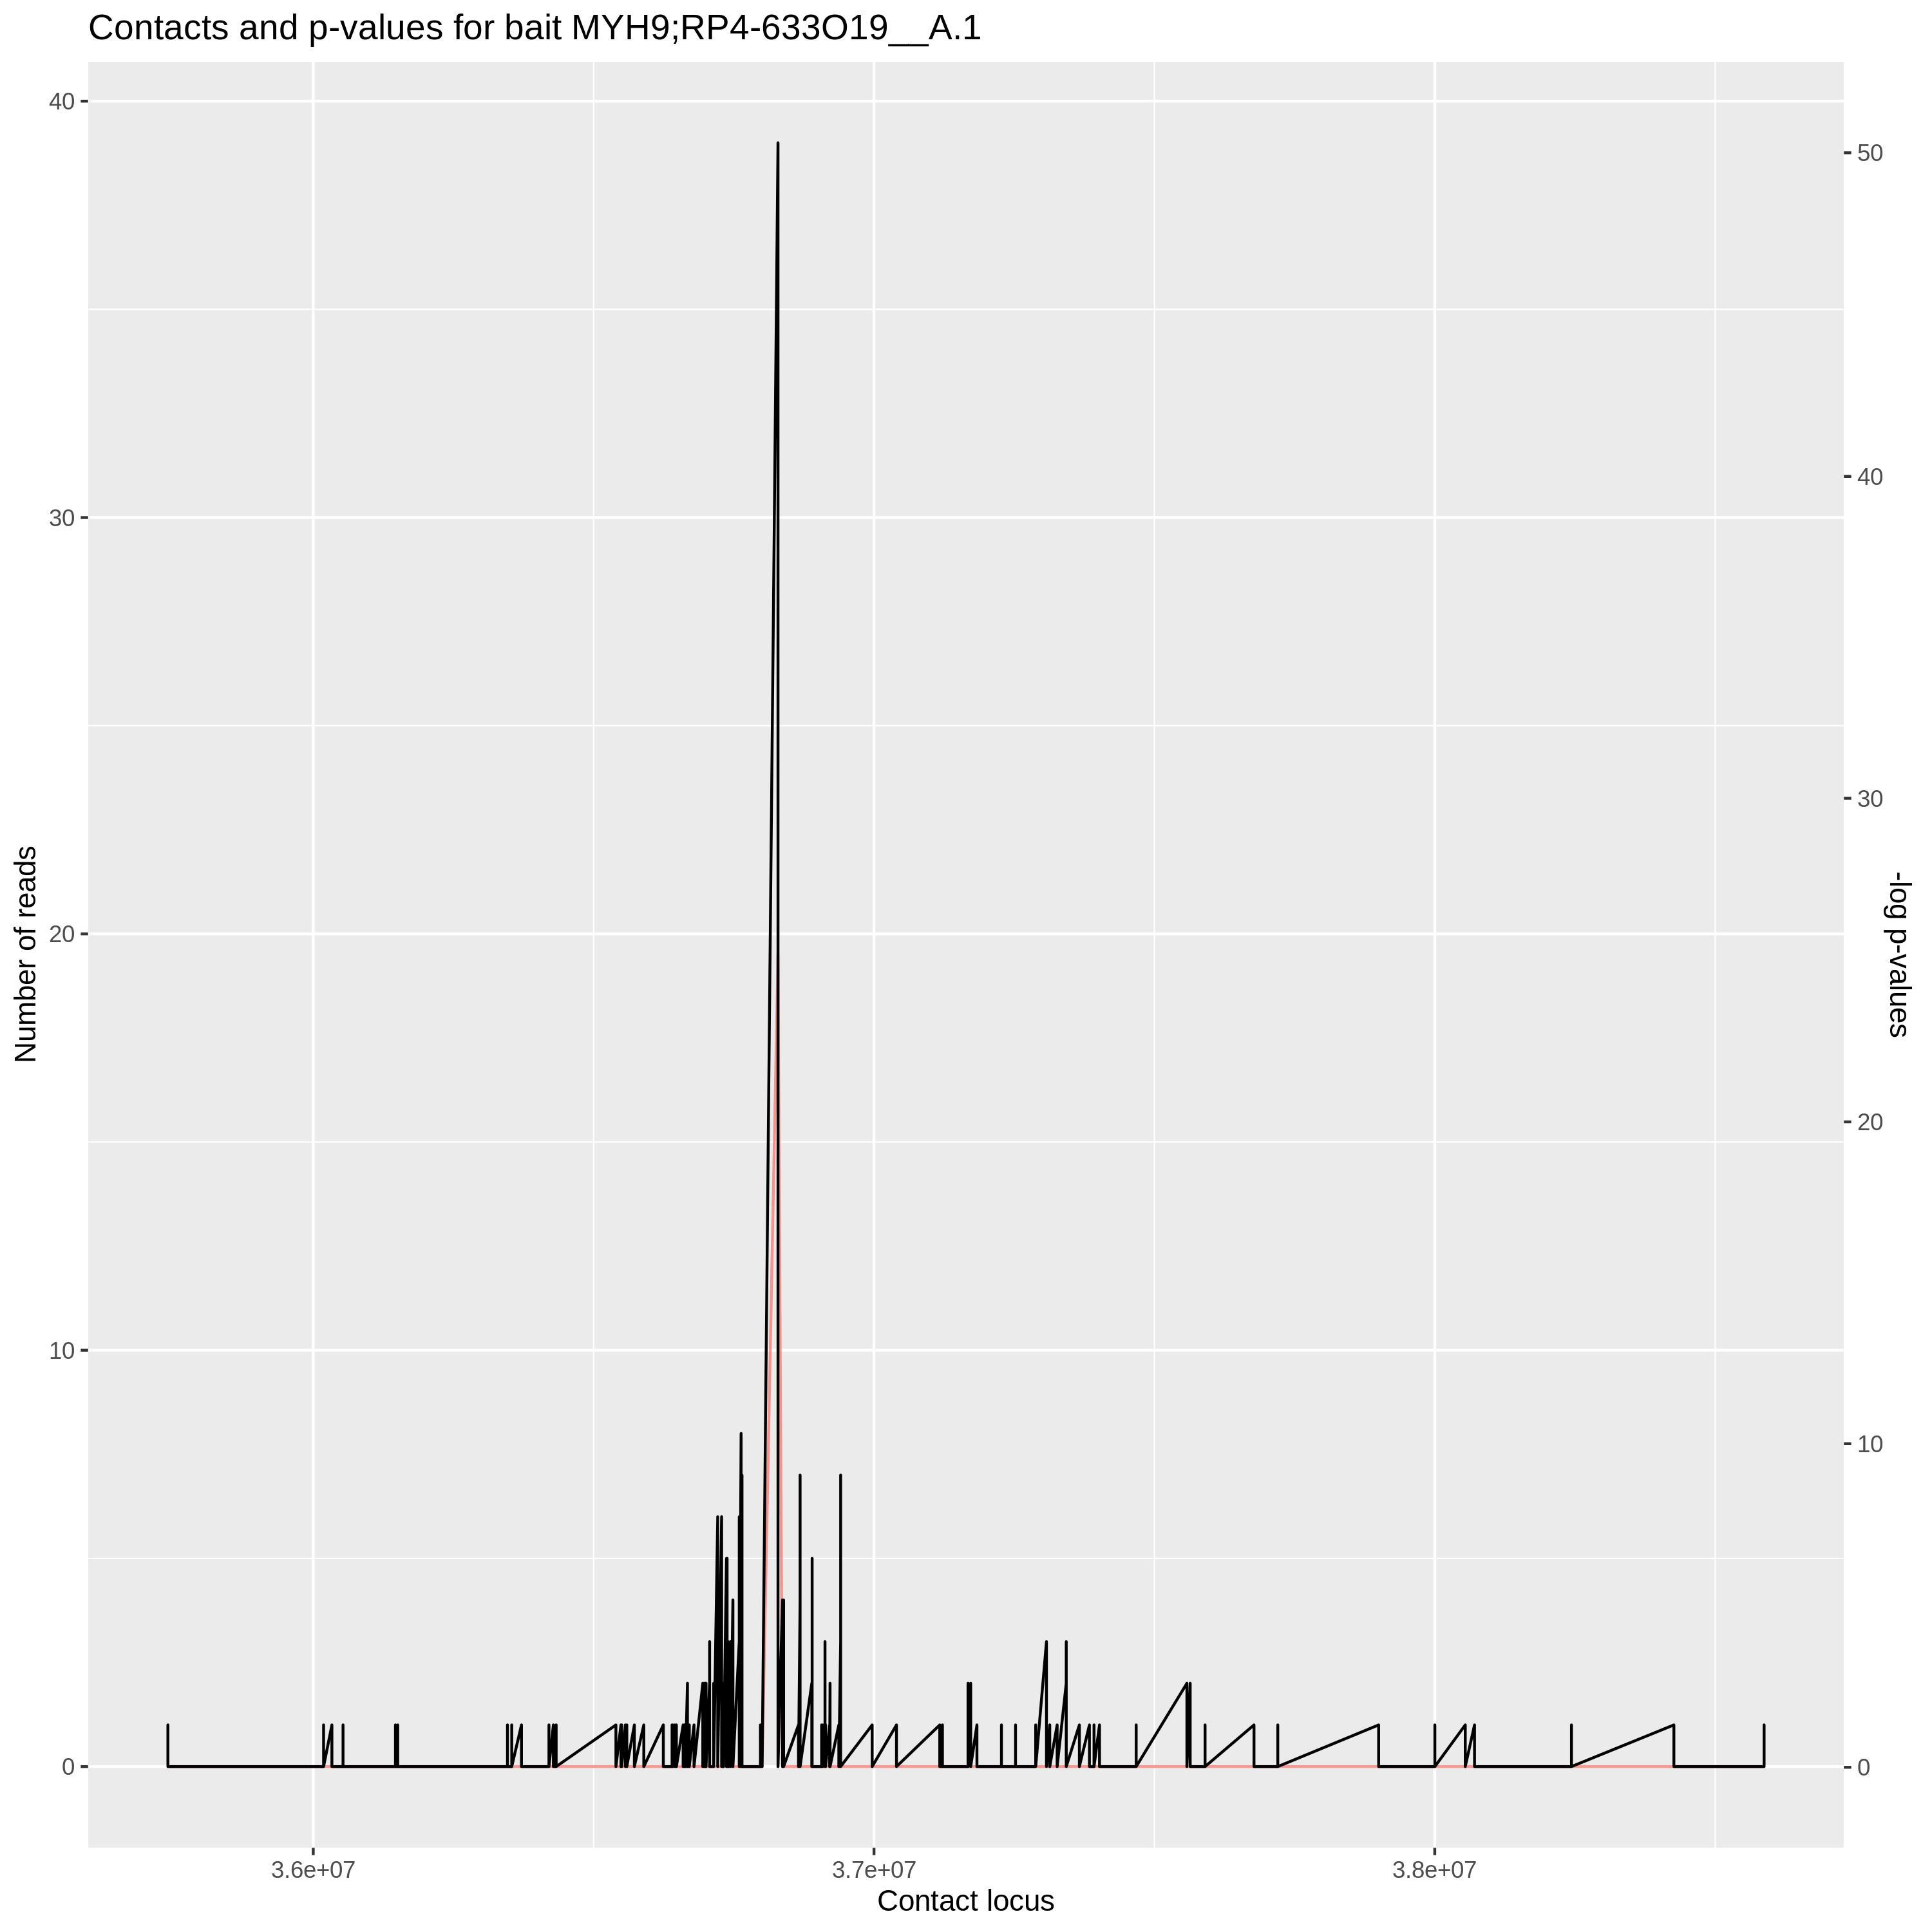 Contacts and p-values for bait MYH9;RP4-633O19__A.1
40
30
20
10
0
Number of reads
50
40
30
20
10
0
-log p-values
3.6e+07
3.7e+07
3.8e+07
Contact locus